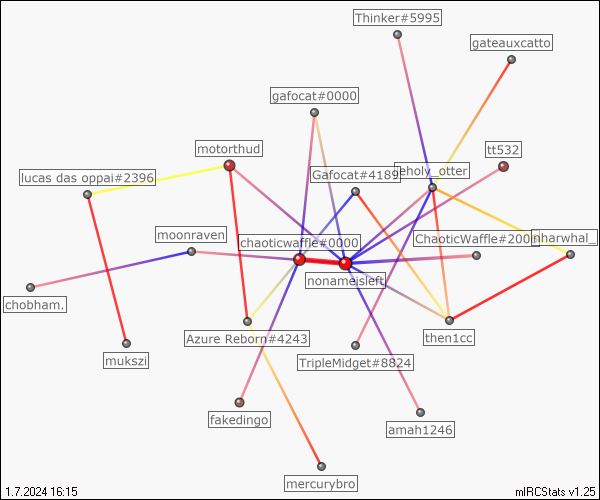 Thinker#5995
gateauxcatto
gafocat#0000
motorthud
tt532
lucas das oppai#2396
Gafocat#4189
eholy_otter
moonraven
chaoticwaffle#0000
ChaoticWaffle#200
nharwhal_
nonameisleft
chobham.
Azure Reborn#4243
then1cc
mukszi
TripleMidget#8824
fakedingo
amah1246
mercurybro
1.7.2024 16:15
mIRCStats v1.25